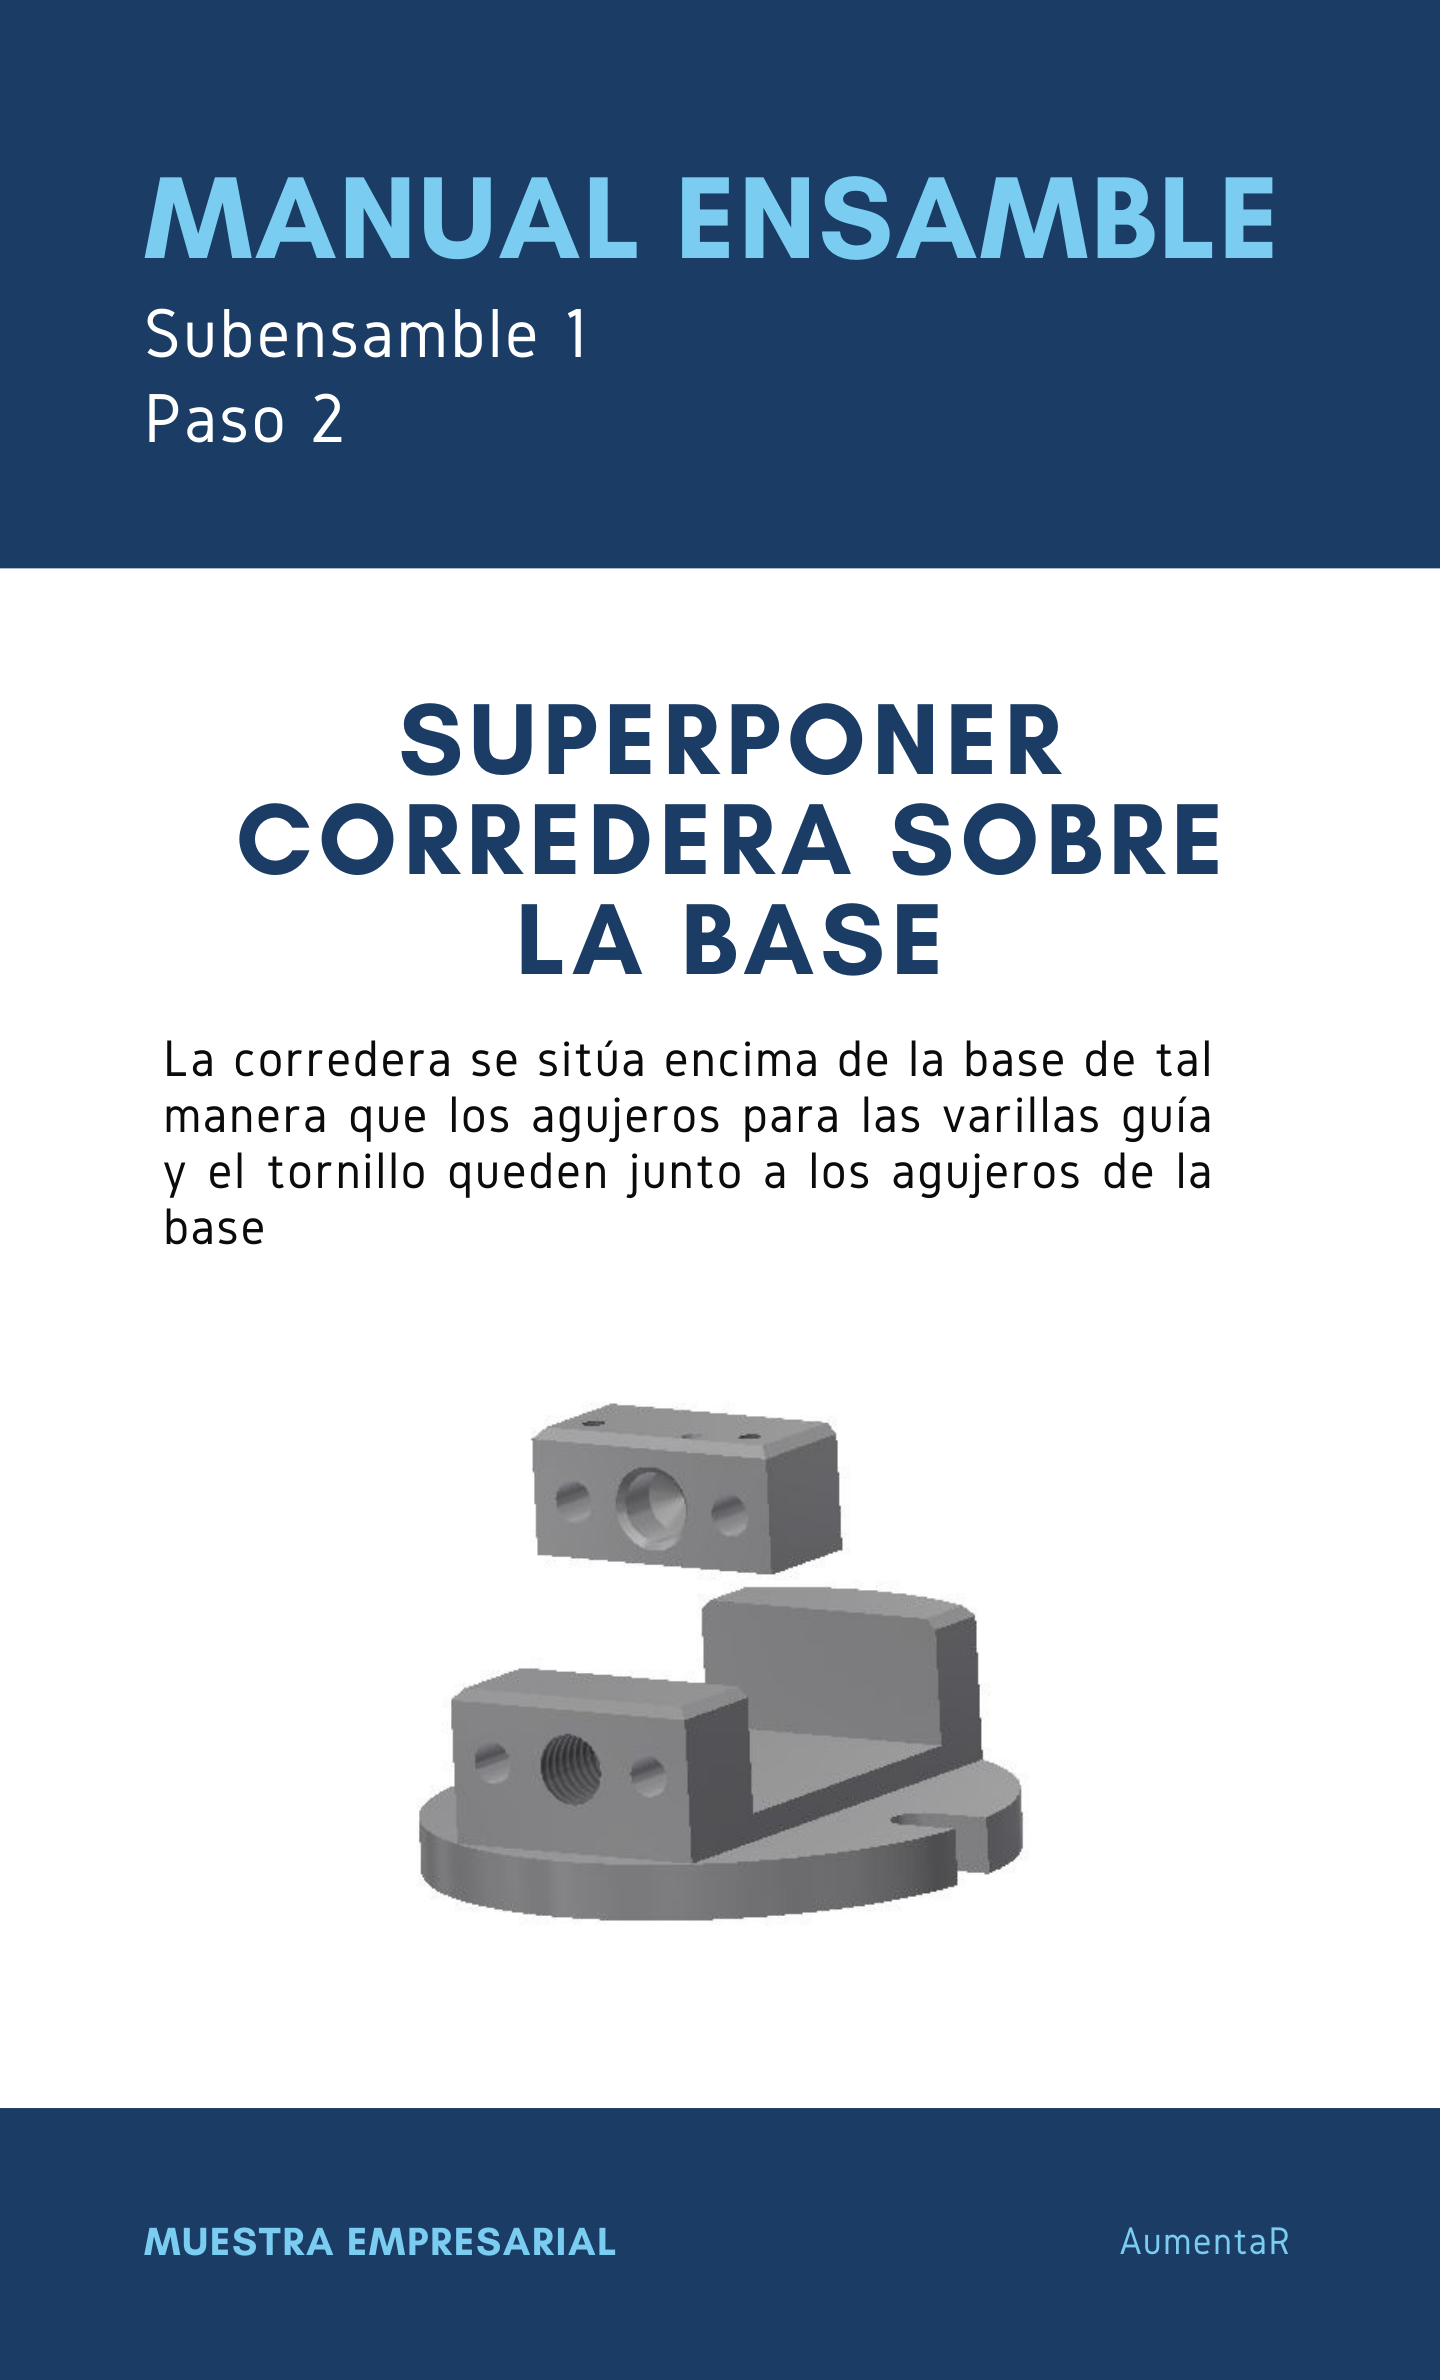 MANUAL ENSAMBLE
Subensamble 1
Paso 2
SUPERPONER
CORREDERA SOBRE
LA BASE
La corredera se sitúa encima de la base de tal
manera que los agujeros para las varillas guía
y el tornillo queden junto a los agujeros de la
base
MUESTRA EMPRESARIAL
AumentaR